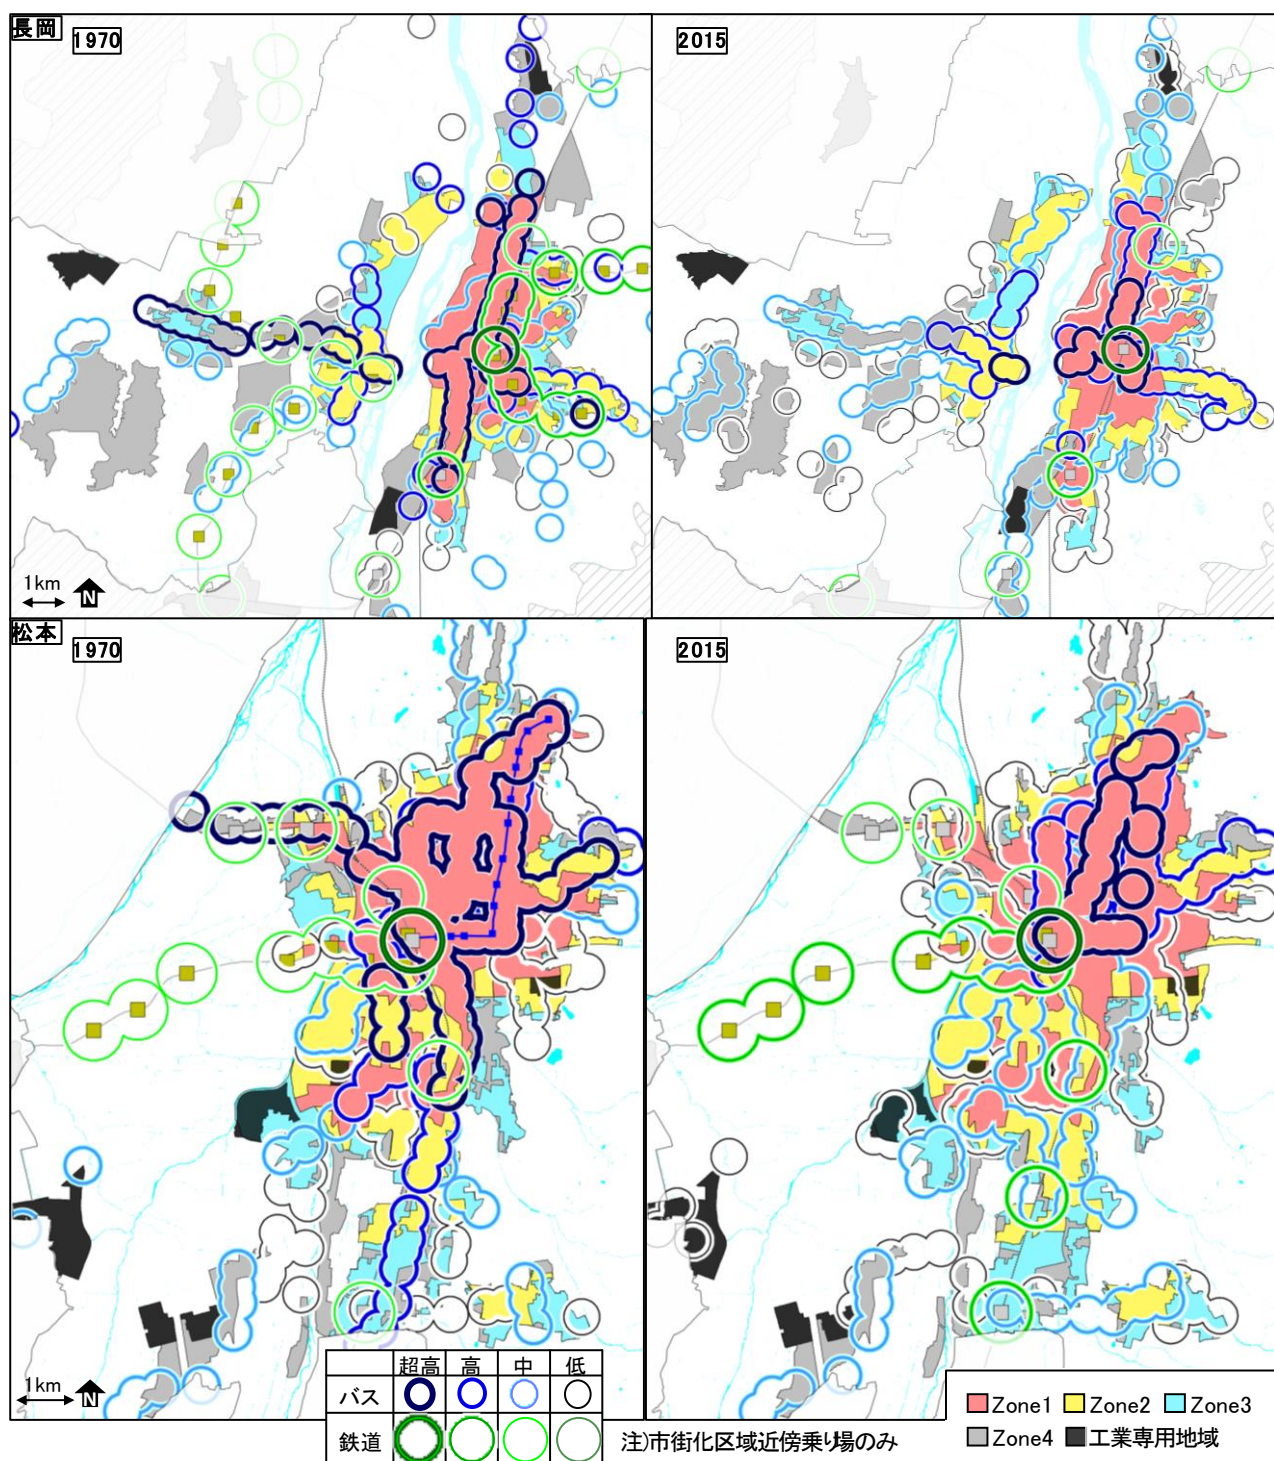 長岡
1970
2015
1km
N
松本
1970
2015
1km
N
超高 高 中 低
バス
鉄道
注)市街化区域近傍乗り場のみ
Zone1 Zone2 Zone3
Zone4 工業専用地域